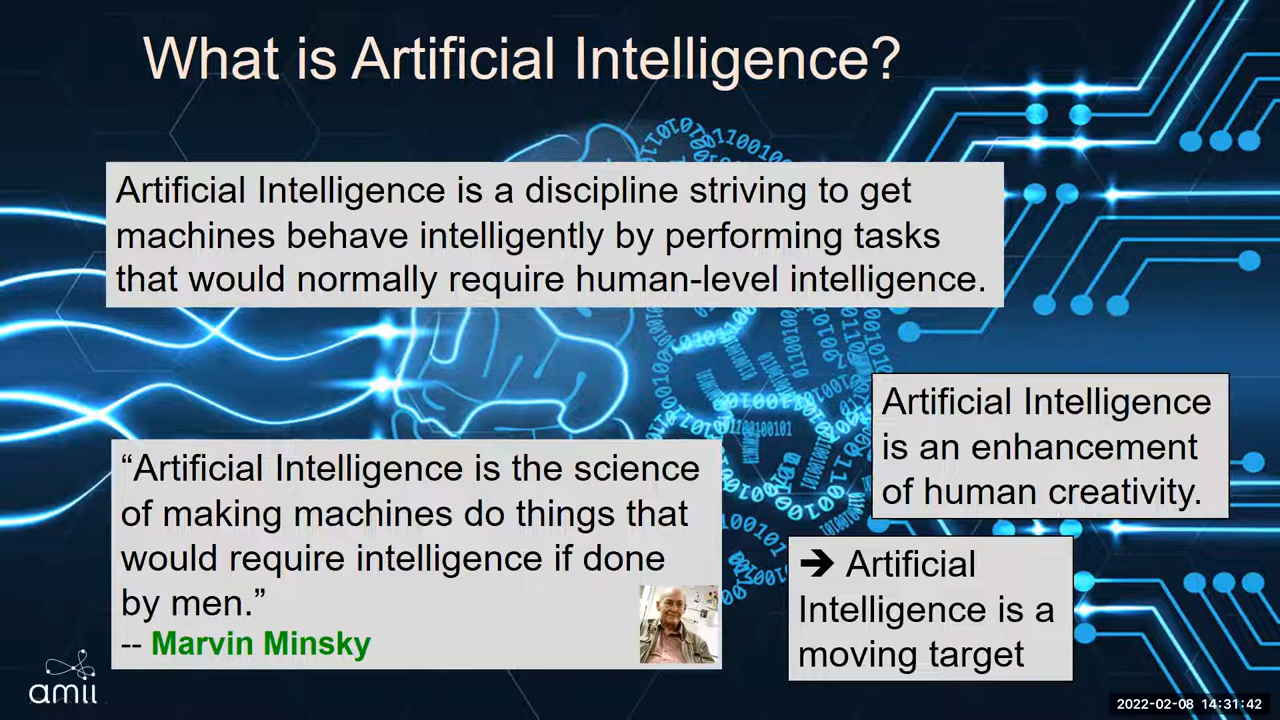 What is Artificial Intelligence?
Artificial Intelligence is a discipline striving to get
machines behave intelligently by performing tasks
that would normally require human-level intelligence.
Artificial Intelligence
is an enhancement
of human creativity.
“Artificial Intelligence is the science
of making machines do things that
would require intelligence if done
by men.”
-- Marvin Minsky
➔ Artificial
Intelligence is a
moving target
amii
2022-02-08 14:31:42